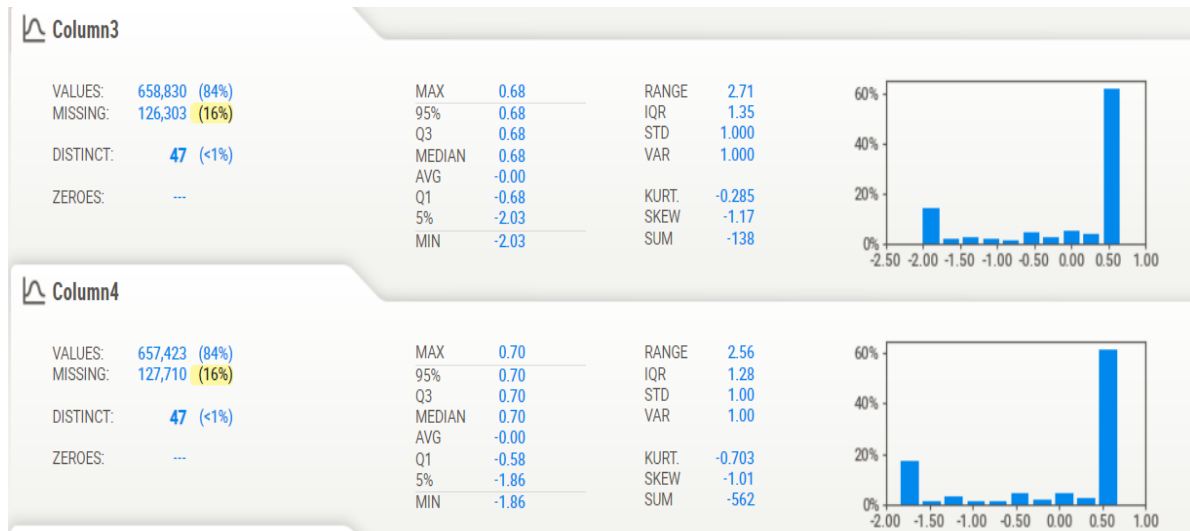 Column3
VALUES: 658,830 (84%)
MISSING: 126,303 (16%)
DISTINCT: 47 (<1%)
ZEROES: ---
MAX 0.68
95% 0.68
Q3 0.68
MEDIAN 0.68
AVG -0.00
Q1 -0.68
5% -2.03
MIN -2.03
RANGE 2.71
IQR 1.35
STD 1.000
VAR 1.000
KURT. -0.285
SKEW -1.17
SUM -138
60%
40%
20%
0%
-2.50 -2.00 -1.50 -1.00 -0.50 0.00 0.50 1.00
Column4
VALUES: 657,423 (84%)
MISSING: 127,710 (16%)
DISTINCT: 47 (<1%)
ZEROES: ---
MAX 0.70
95% 0.70
Q3 0.70
MEDIAN 0.70
AVG -0.00
Q1 -0.58
5% -1.86
MIN -1.86
RANGE 2.56
IQR 1.28
STD 1.00
VAR 1.00
KURT. -0.703
SKEW -1.01
SUM -562
60%
40%
20%
0%
-2.00 -1.50 -1.00 -0.50 0.00 0.50 1.00